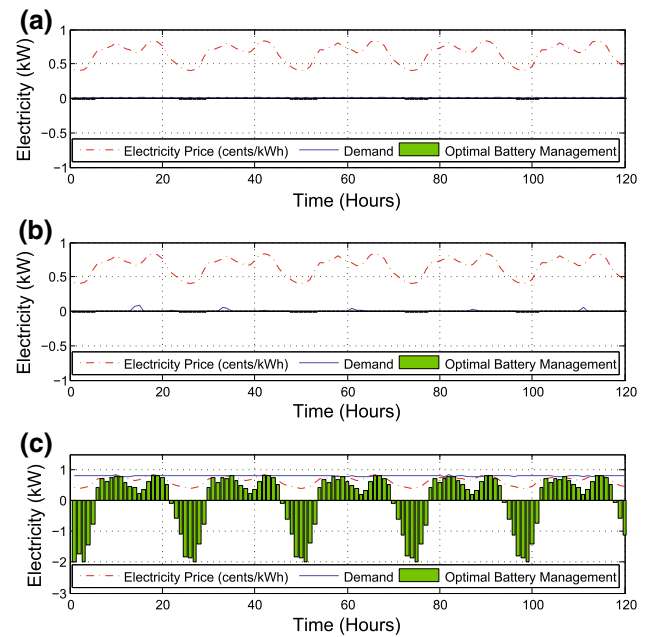 (a)
Electricity (kW)
1
0.5
0
−0.5
−1
Electricity Price (cents/kWh) Demand Optimal Battery Management
0 20 40 60 80 100 120
Time (Hours)
(b)
Electricity (kW)
1
0.5
0
−0.5
−1
Electricity Price (cents/kWh) Demand Optimal Battery Management
0 20 40 60 80 100 120
Time (Hours)
(c)
Electricity (kW)
1
0
−1
−2
−3
Electricity Price (cents/kWh) Demand Optimal Battery Management
0 20 40 60 80 100 120
Time (Hours)